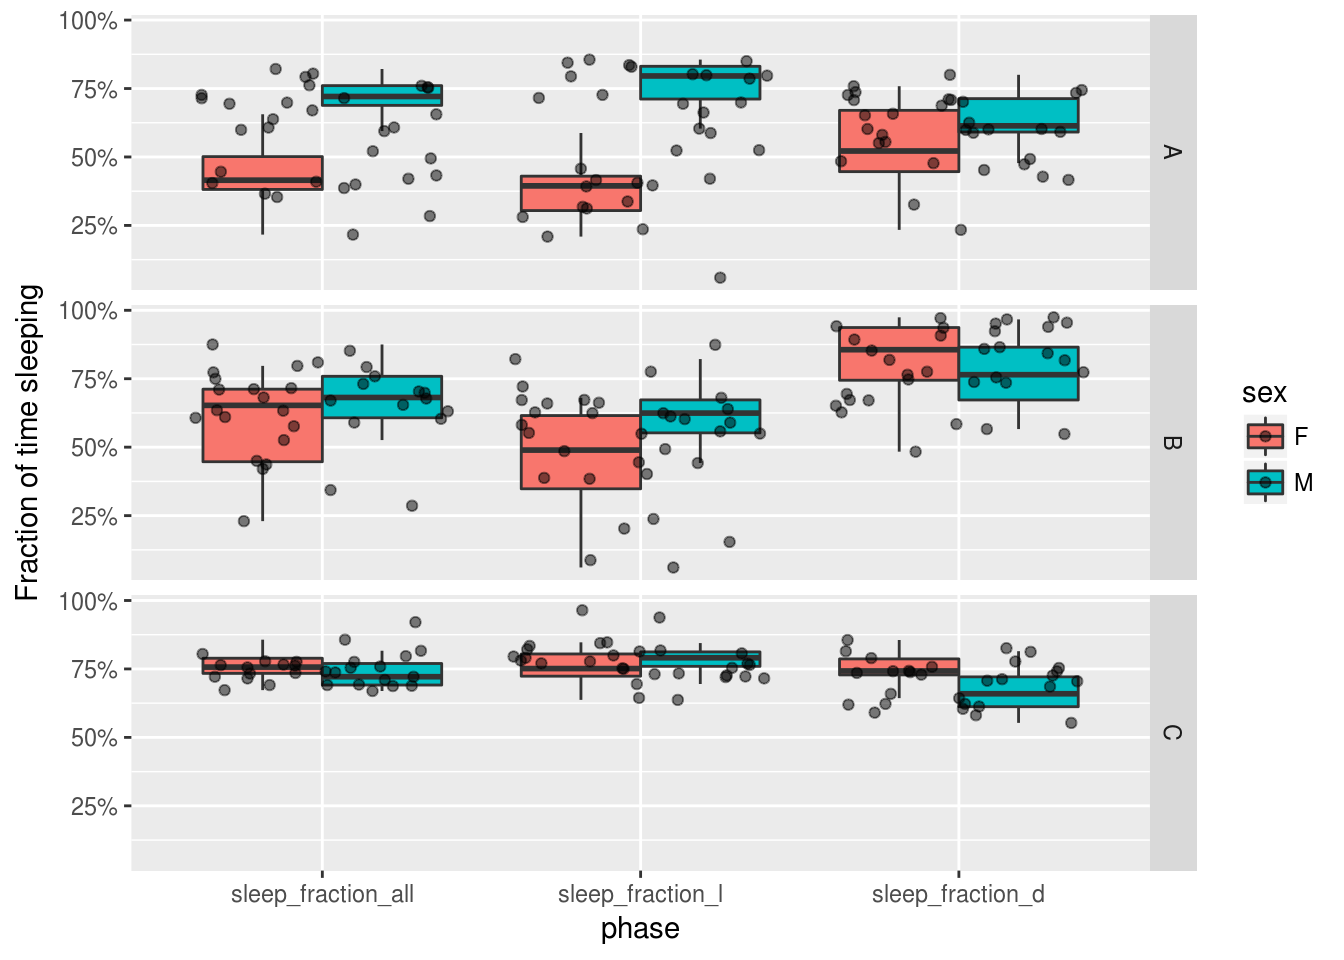 100%
75%
50%
25%
A
100%
75%
50%
25%
B
100%
75%
50%
25%
C
Fraction of time sleeping
sleep_fraction_all
sleep_fraction_l
sleep_fraction_d
phase
sex
F
M